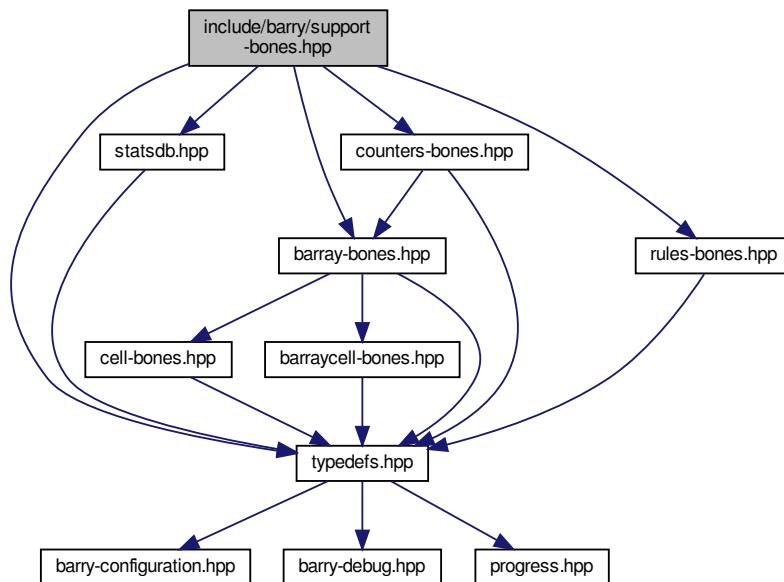 include/barry/support
-bones.hpp
statsdb.hpp
counters-bones.hpp
barray-bones.hpp
rules-bones.hpp
cell-bones.hpp
barraycell-bones.hpp
typedefs.hpp
barry-configuration.hpp
barry-debug.hpp
progress.hpp